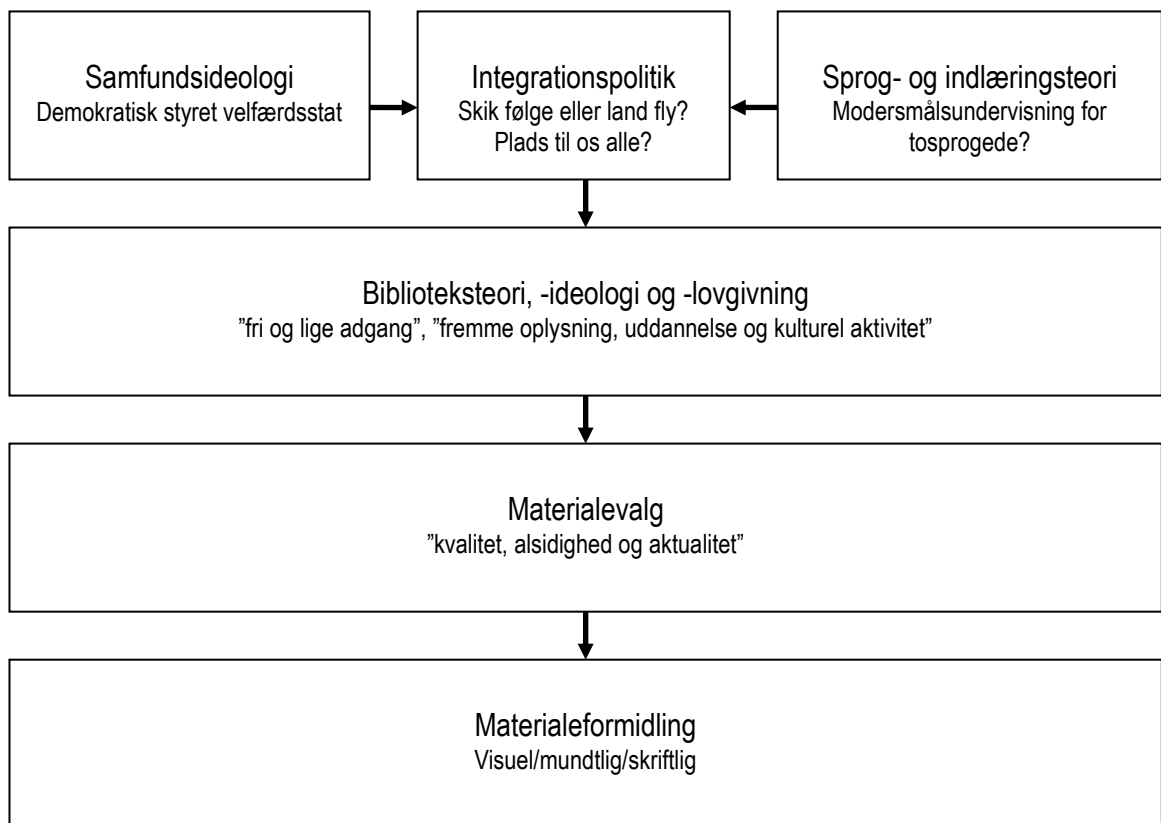 Samfundsideologi
Demokratisk styret velfærdsstat
Integrationspolitik
Skik følge eller land fly?
Plads til os alle?
Sprog- og indlæringsteori
Modersmålsundervisning for
tosprogede?
Biblioteksteori, -ideologi og -lovgivning
”fri og lige adgang”, ”fremme oplysning, uddannelse og kulturel aktivitet”
Materialevalg
”kvalitet, alsidighed og aktualitet”
Materialeformidling
Visuel/mundtlig/skriftlig